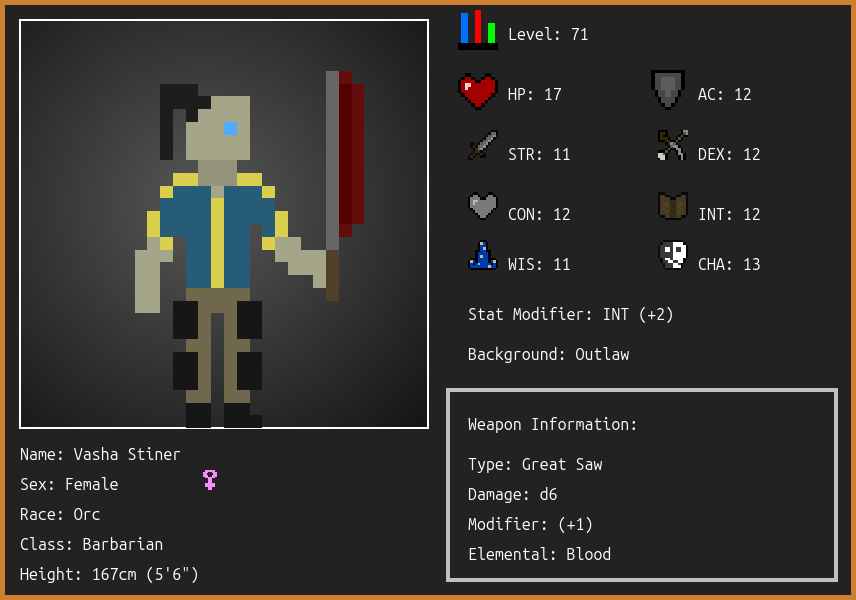 Level: 71
HP: 17
AC: 12
STR: 11
DEX: 12
CON: 12
INT: 12
WIS: 11
CHA: 13
Stat Modifier: INT (+2)
Background: Outlaw
Weapon Information:
Type: Great Saw
Damage: d6
Modifier: (+1)
Elemental: Blood
Name: Vasha Stiner
Sex: Female
Race: Orc
Class: Barbarian
Height: 167cm (5'6")